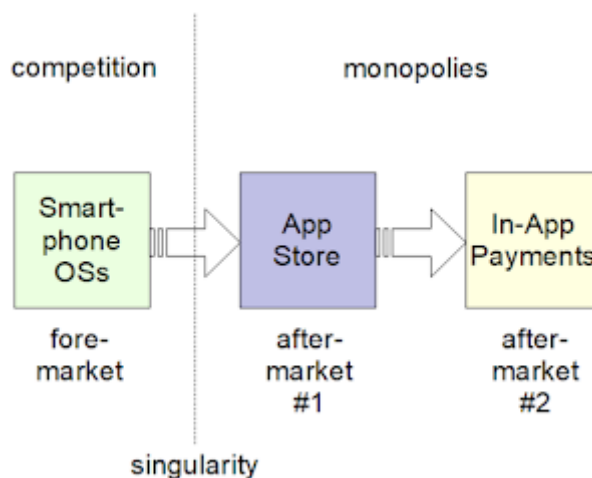 competition
monopolies
Smart-
phone
OSs
App
Store
In-App
Payments
fore-
market
after-
market
#1
after-
market
#2
singularity